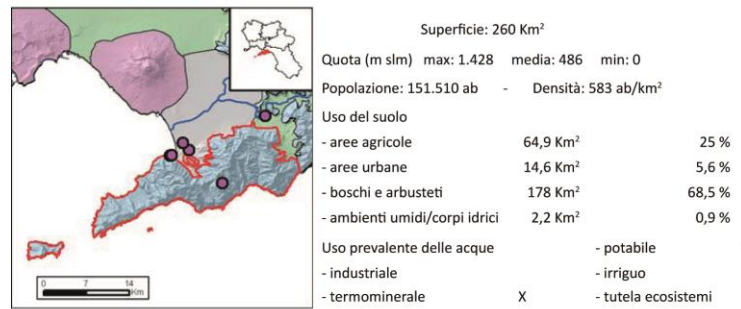 Superficie: 260 Km²
Quota (m slm) max: 1.428 media: 486 min: 0
Popolazione: 151.510 ab - Densità: 583 ab/km²
Uso del suolo
- aree agricole 64,9 Km² 25 %
- aree urbane 14,6 Km² 5,6 %
- boschi e arbusteti 178 Km² 68,5 %
- ambienti umidi/corpi idrici 2,2 Km² 0,9 %
Uso prevalente delle acque - potabile
- industriale - irriguo
- termominerale X - tutela ecosistemi
0 7 14
Km